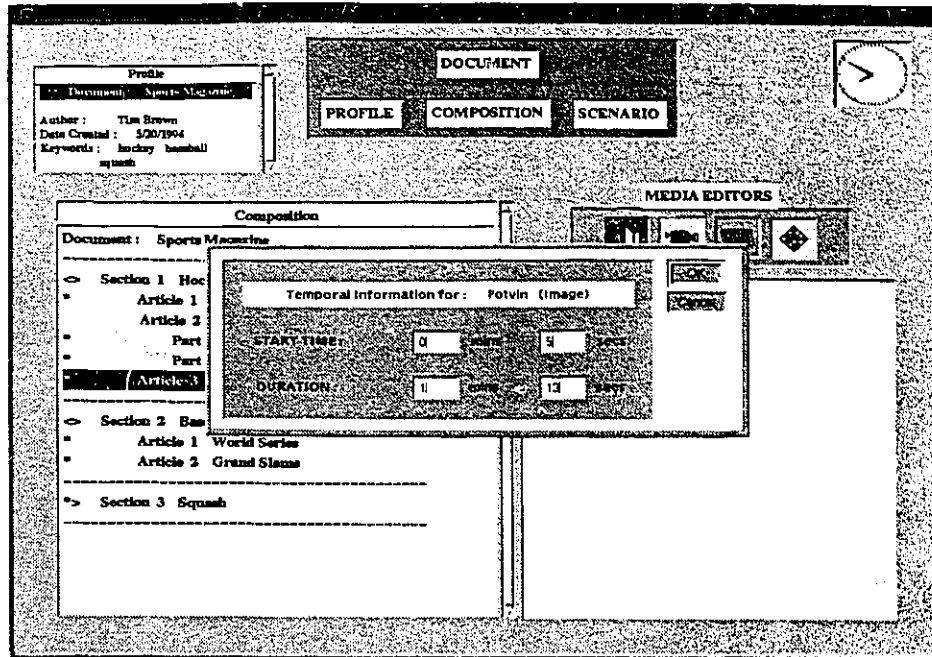 Profile
Document: Sports Magazine
Author : Tim Brown
Date Created : 5/20/1994
Keywords : hockey baseball
squash
DOCUMENT
PROFILE COMPOSITION SCENARIO
MEDIA EDITORS
Composition
Document : Sports Magazine
<> Section 1 Hoc
* Article 1
Article 2
* Part
* Part
* Article 3
<> Section 2 Bas
* Article 1 World Series
* Article 2 Grand Slams
*> Section 3 Squash
Temporal Information for : Potvin (Image)
START TIME: 0 mins 5 secs
DURATION: 1 mins 13 secs
OK
Cancel